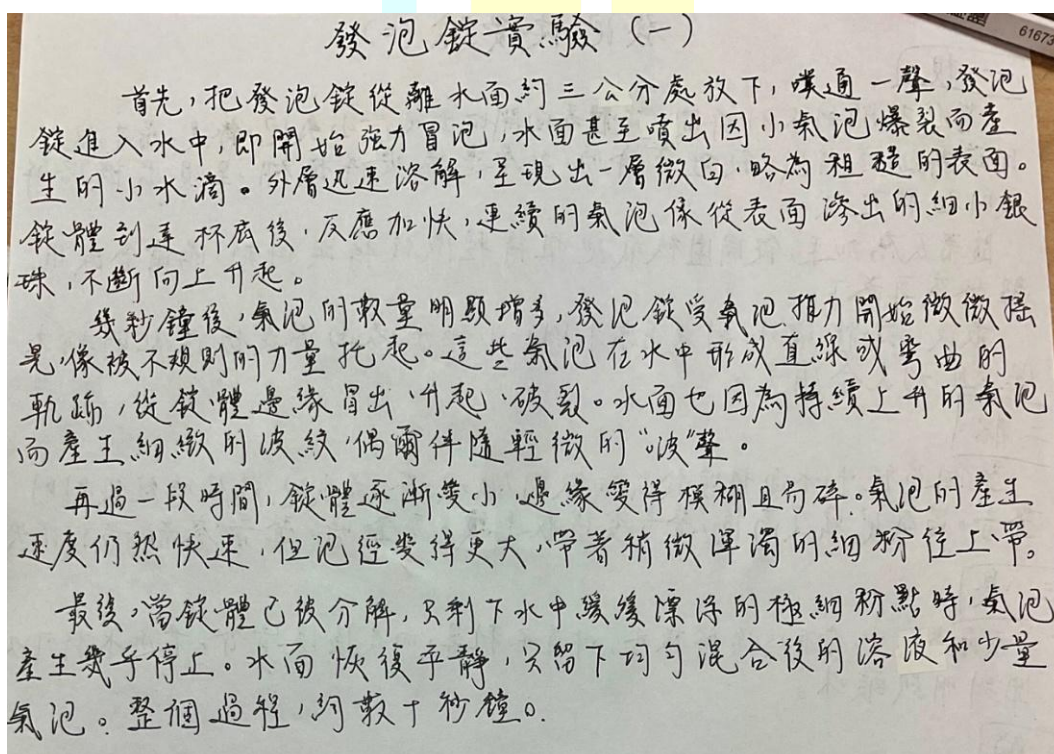 61673
發泡錠實驗（一）
首先，把發泡錠從離水面約三公分處放下，噗通一聲，發泡
錠進入水中，即開始強力冒泡，水面甚至噴出因小氣泡爆裂而產
生的小水滴。外層迅速溶解，呈現出一層微白、略為粗糙的表面。
錠體到達杯底後，反應加快，連續的氣泡像從表面滲出的細小銀
珠，不斷向上升起。
幾秒鐘後，氣泡的數量明顯增多，發泡錠受氣泡推力開始微微搖
晃，像被不規則的力量托起。這些氣泡在水中形成直線或彎曲的
軌跡，從錠體邊緣冒出、升起、破裂。水面也因為持續上升的氣泡
而產生細緻的波紋，偶爾伴隨輕微的"啵"聲。
再過一段時間，錠體逐漸變小，邊緣變得模糊且易碎。氣泡的產生
速度仍然快速，但泡徑變得更大，帶著稍微渾濁的細粉往上帶。
最後，當錠體已被分解，只剩下水中緩緩漂浮的極細粉點時，氣泡
產生幾乎停止。水面恢復平靜，只留下均勻混合後的溶液和少量
氣泡。整個過程，約數十秒鐘。